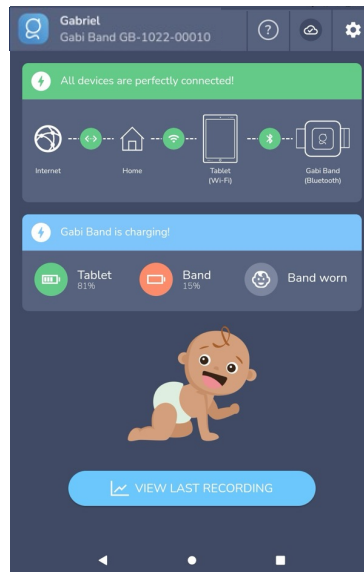 Gabriel
Gabi Band GB-1022-00010
?
All devices are perfectly connected!
Internet
Home
Tablet
(Wi-Fi)
Gabi Band
(Bluetooth)
Gabi Band is charging!
Tablet
81%
Band
15%
Band worn
VIEW LAST RECORDING